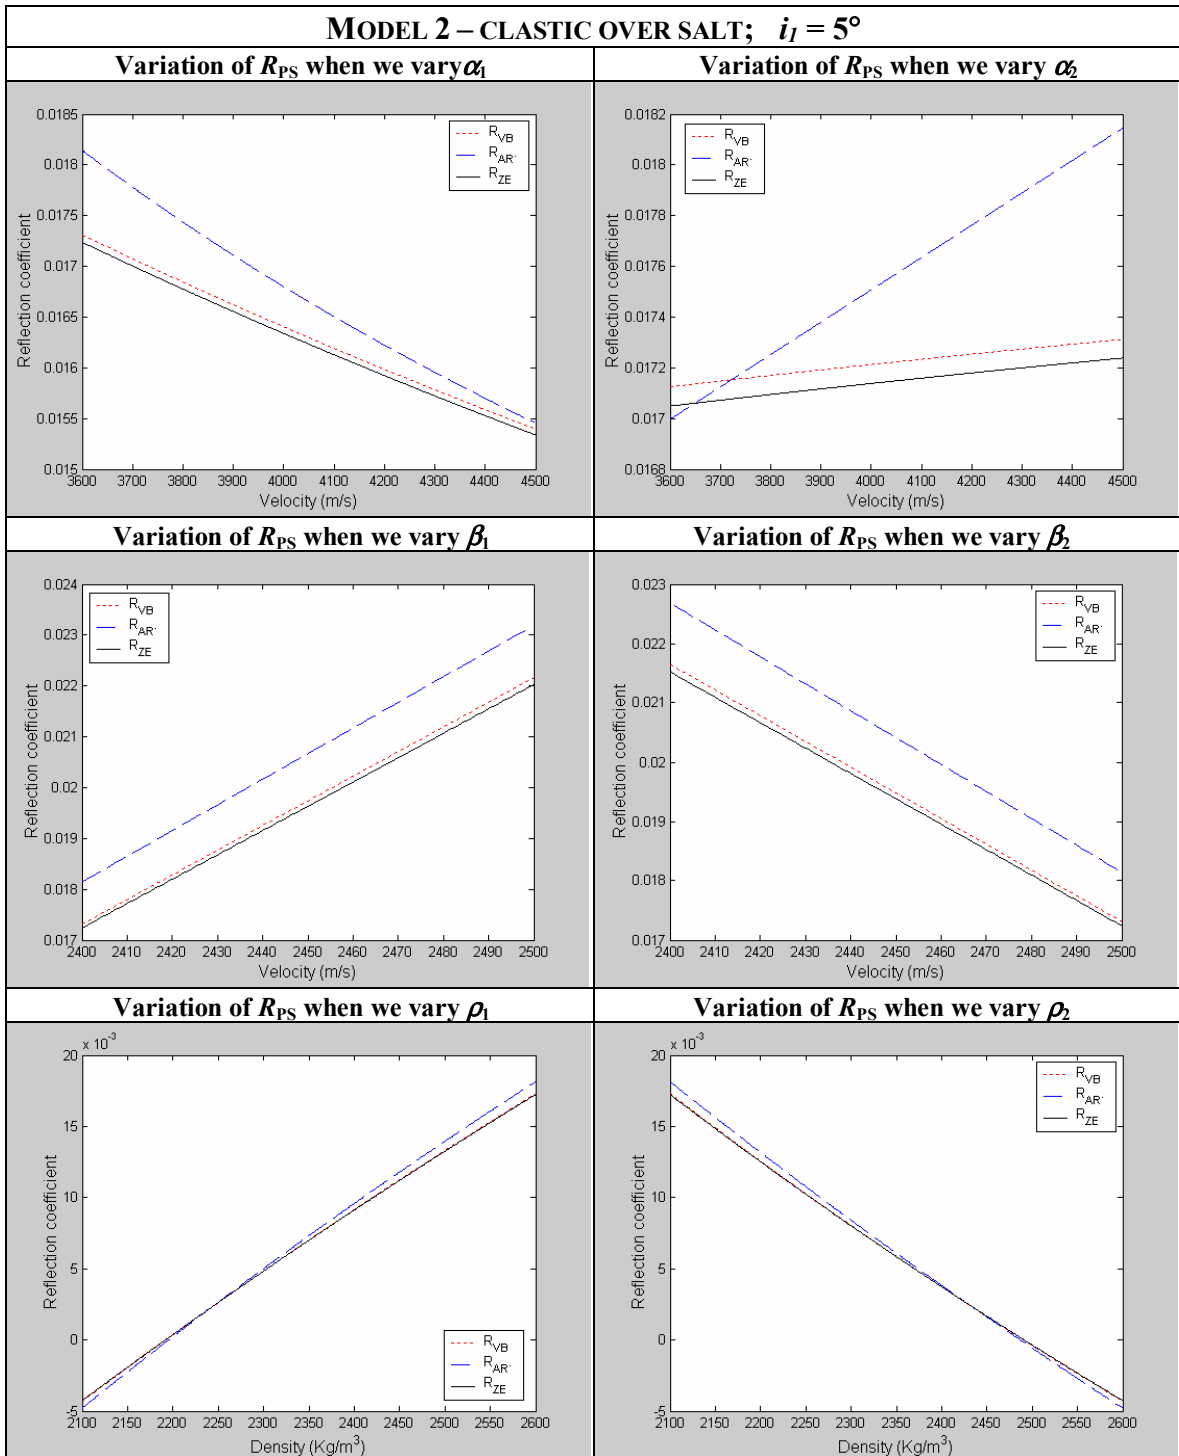 MODEL 2 – CLASTIC OVER SALT; i1 = 5°
Variation of RPS when we vary α1
Variation of RPS when we vary α2
0.0185
0.018
0.0175
0.017
0.0165
0.016
0.0155
0.015
Reflection coefficient
RVB
RAR·
RZE
3600 3700 3800 3900 4000 4100 4200 4300 4400 4500
Velocity (m/s)
0.0182
0.018
0.0178
0.0176
0.0174
0.0172
0.017
0.0168
Reflection coefficient
RVB
RAR·
RZE
3600 3700 3800 3900 4000 4100 4200 4300 4400 4500
Velocity (m/s)
Variation of RPS when we vary β1
Variation of RPS when we vary β2
0.024
0.023
0.022
0.021
0.02
0.019
0.018
0.017
Reflection coefficient
RVB
RAR·
RZE
2400 2410 2420 2430 2440 2450 2460 2470 2480 2490 2500
Velocity (m/s)
0.023
0.022
0.021
0.02
0.019
0.018
0.017
Reflection coefficient
RVB
RAR·
RZE
2400 2410 2420 2430 2440 2450 2460 2470 2480 2490 2500
Velocity (m/s)
Variation of RPS when we vary ρ1
Variation of RPS when we vary ρ2
x 10-3
20
15
10
5
0
-5
Reflection coefficient
RVB
RAR·
RZE
2100 2150 2200 2250 2300 2350 2400 2450 2500 2550 2600
Density (Kg/m3)
x 10-3
20
15
10
5
0
-5
Reflection coefficient
RVB
RAR·
RZE
2100 2150 2200 2250 2300 2350 2400 2450 2500 2550 2600
Density (Kg/m3)